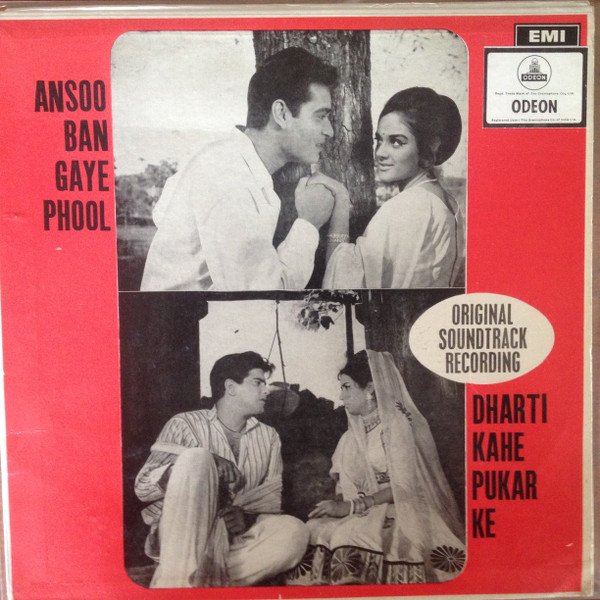 ANSOO
BAN
GAYE
PHOOL
EMI
ODEON
ODEON
ORIGINAL
SOUNDTRACK
RECORDING
DHARTI
KAHE
PUKAR
KE